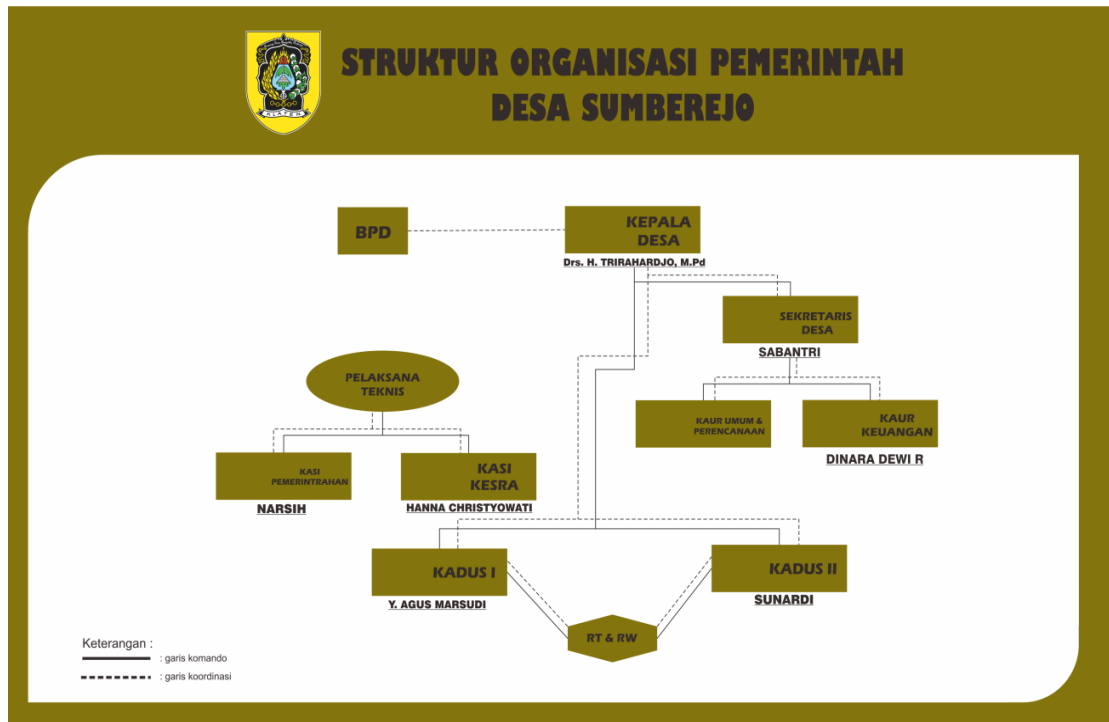 STRUKTUR ORGANISASI PEMERINTAH
DESA SUMBEREJO
KLATEN
BPD
KEPALA
DESA
Drs. H. TRIRAHARDJO, M.Pd
SEKRETARIS
DESA
SABANTRI
PELAKSANA
TEKNIS
KAUR UMUM &
PERENCANAAN
KAUR
KEUANGAN
DINARA DEWI R
KASI
PEMERINTRAHAN
NARSIH
KASI
KESRA
HANNA CHRISTYOWATI
KADUS I
Y. AGUS MARSUDI
KADUS II
SUNARDI
RT & RW
Keterangan :
: garis komando
: garis koordinasi